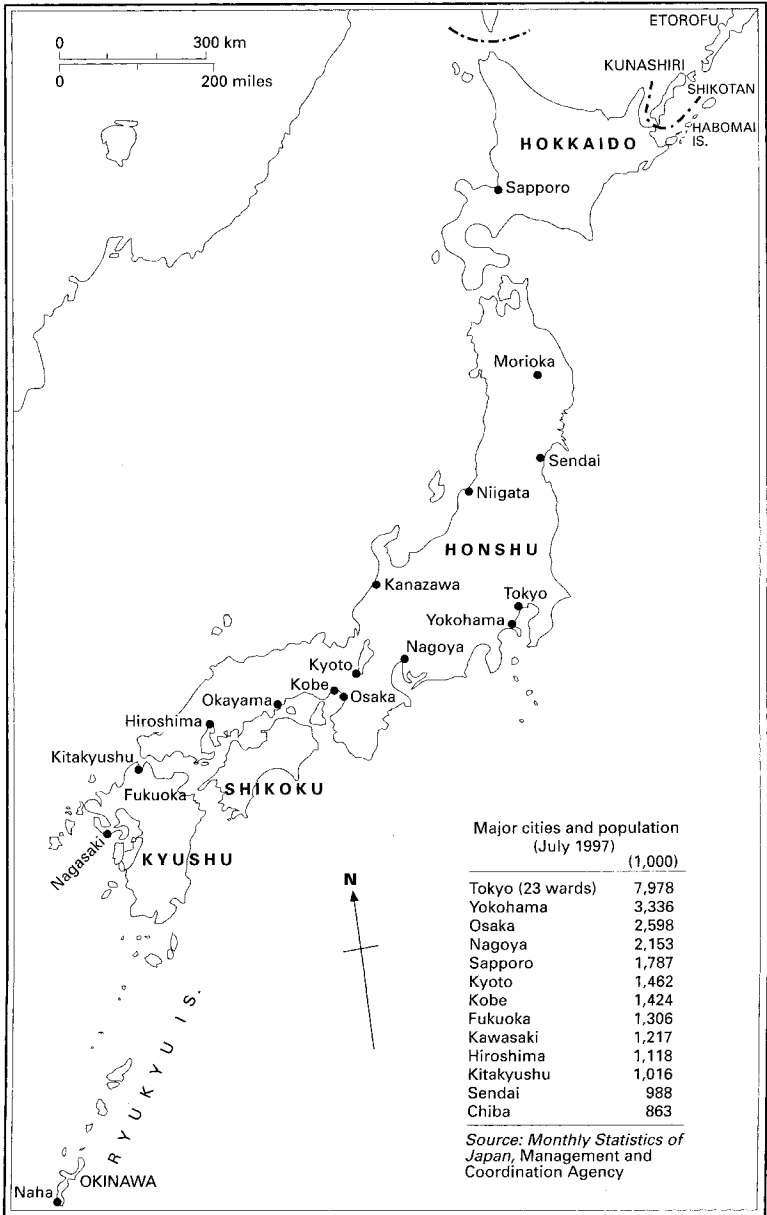 0 300 km
0 200 miles
ETOROFU
KUNASHIRI
SHIKOTAN
HABOMAI
IS.
HOKKAIDO
Sapporo
Morioka
Sendai
Niigata
HONSHU
Kanazawa
Tokyo
Yokohama
Nagoya
Kyoto
Kobe
Osaka
Okayama
Hiroshima
Kitakyushu
SHIKOKU
Fukuoka
Nagasaki
KYUSHU
N
RYUKYU IS.
OKINAWA
Naha
Major cities and population
(July 1997)
(1,000)
Tokyo (23 wards) 7,978
Yokohama 3,336
Osaka 2,598
Nagoya 2,153
Sapporo 1,787
Kyoto 1,462
Kobe 1,424
Fukuoka 1,306
Kawasaki 1,217
Hiroshima 1,118
Kitakyushu 1,016
Sendai 988
Chiba 863
Source: Monthly Statistics of
Japan, Management and
Coordination Agency